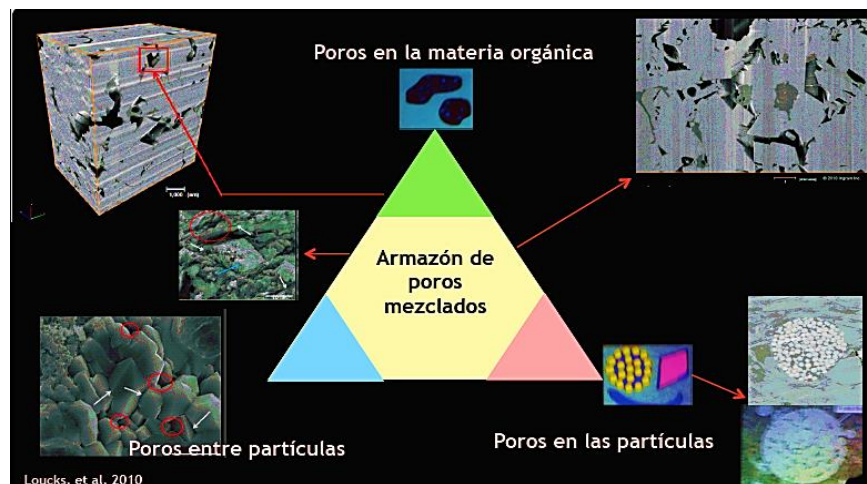 Poros en la materia orgánica
Armazón de
poros
mezclados
Poros entre partículas
Poros en las partículas
Loucks, et al, 2010